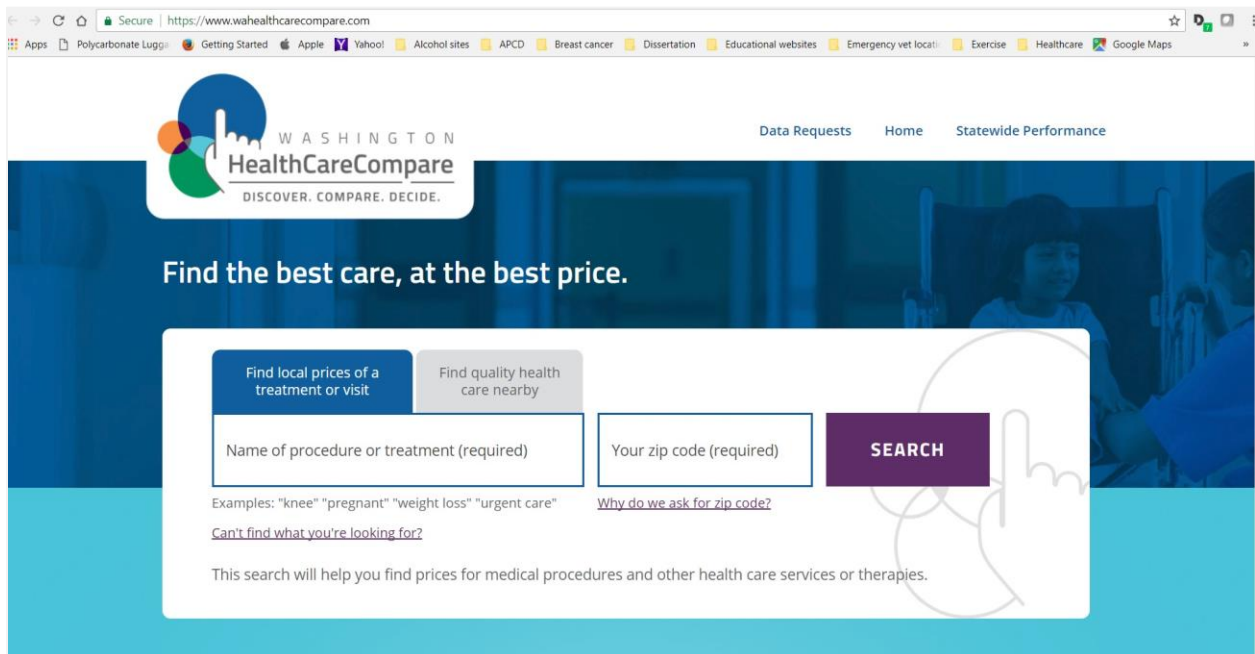 Secure | https://www.wahealthcarecompare.com
Apps Polycarbonate Lugga Getting Started Apple Yahoo! Alcohol sites APCD Breast cancer Dissertation Educational websites Emergency vet locati Exercise Healthcare Google Maps »
WASHINGTON
HealthCareCompare
DISCOVER. COMPARE. DECIDE.
Data Requests Home Statewide Performance
Find the best care, at the best price.
Find local prices of a
treatment or visit
Find quality health
care nearby
Name of procedure or treatment (required)
Your zip code (required)
SEARCH
Examples: "knee" "pregnant" "weight loss" "urgent care"
Why do we ask for zip code?
Can't find what you're looking for?
This search will help you find prices for medical procedures and other health care services or therapies.